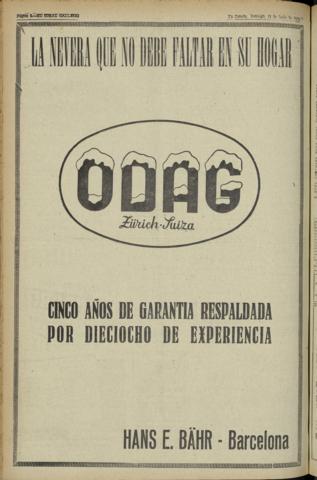 LA NEVERA QUE NO DEBE FALTAR EN SU HOGAR
ODAG
Zürich-Suiza
CINCO AÑOS DE GARANTIA RESPALDADA
POR DIECIOCHO DE EXPERIENCIA
HANS E. BÄHR - Barcelona